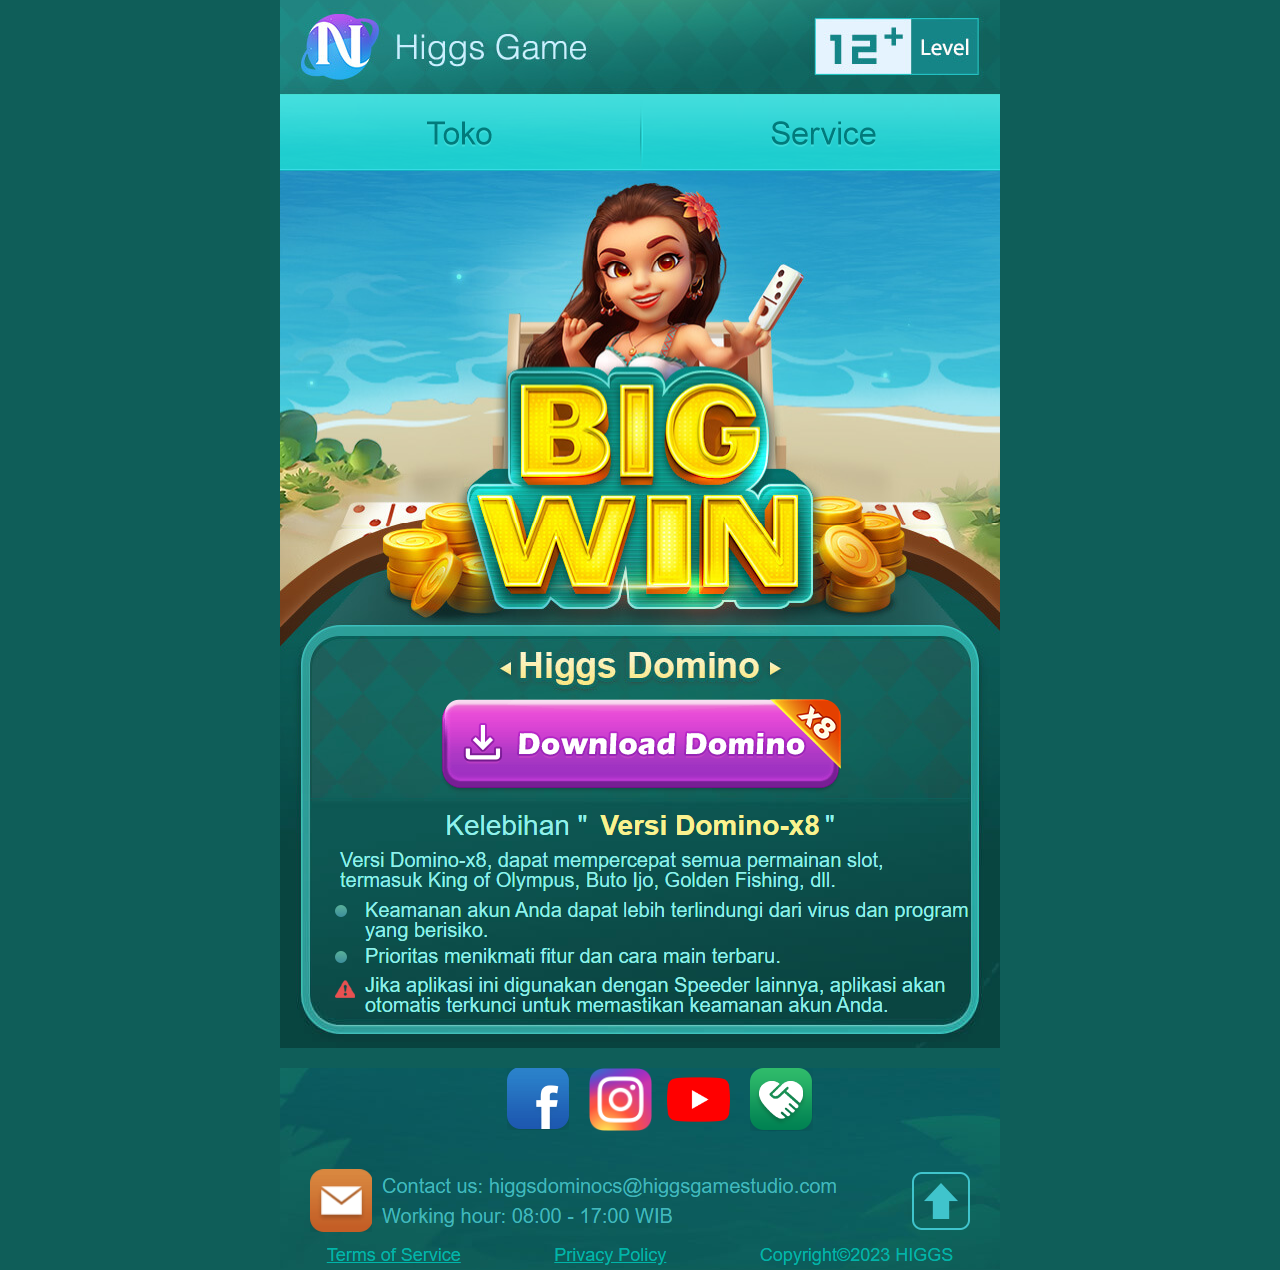 N Higgs Game
12+ Level
Toko Service
BIG
WIN
Higgs Domino
Download Domino x8
Kelebihan " Versi Domino-x8 "
Versi Domino-x8, dapat mempercepat semua permainan slot,
termasuk King of Olympus, Buto Ijo, Golden Fishing, dll.
Keamanan akun Anda dapat lebih terlindungi dari virus dan program
yang berisiko.
Prioritas menikmati fitur dan cara main terbaru.
Jika aplikasi ini digunakan dengan Speeder lainnya, aplikasi akan
otomatis terkunci untuk memastikan keamanan akun Anda.
f
Contact us: higgsdominocs@higgsgamestudio.com
Working hour: 08:00 - 17:00 WIB
Terms of Service Privacy Policy Copyright©2023 HIGGS